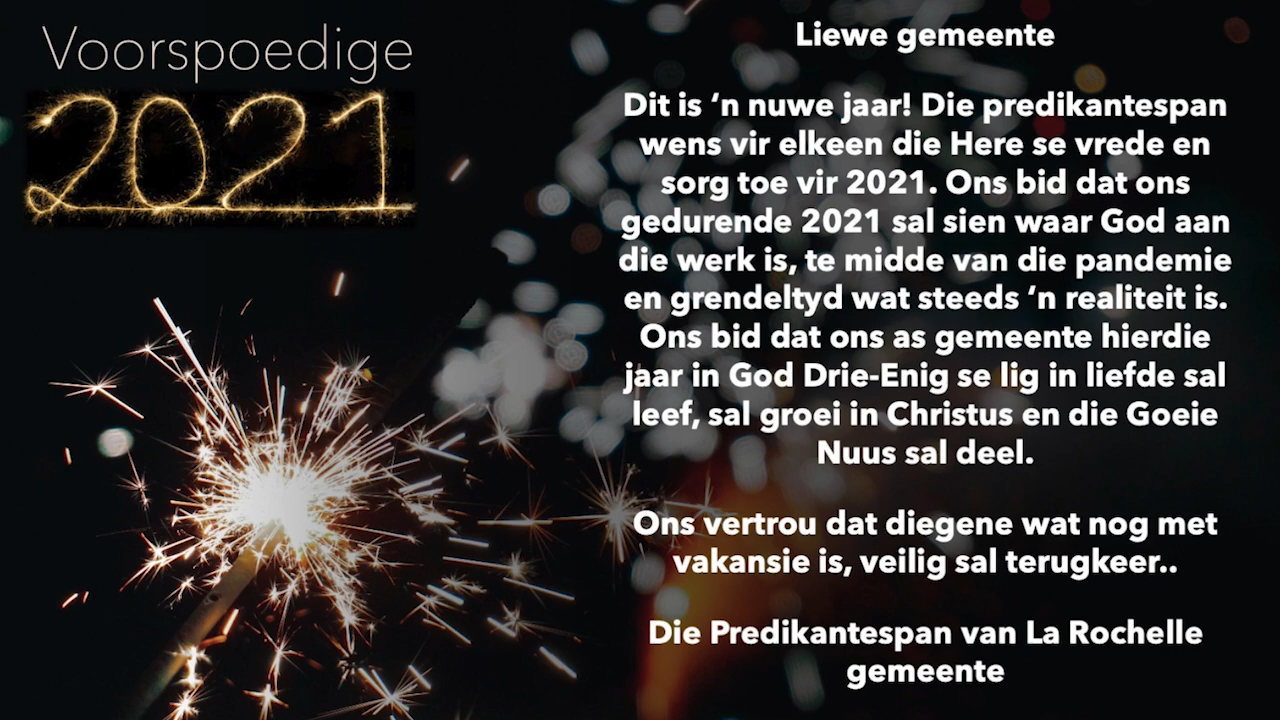 Voorspoedige
2021
Liewe gemeente
Dit is ‘n nuwe jaar! Die predikantespan
wens vir elkeen die Here se vrede en
sorg toe vir 2021. Ons bid dat ons
gedurende 2021 sal sien waar God aan
die werk is, te midde van die pandemie
en grendeltyd wat steeds ‘n realiteit is.
Ons bid dat ons as gemeente hierdie
jaar in God Drie-Enig se lig in liefde sal
leef, sal groei in Christus en die Goeie
Nuus sal deel.
Ons vertrou dat diegene wat nog met
vakansie is, veilig sal terugkeer..
Die Predikantespan van La Rochelle
gemeente